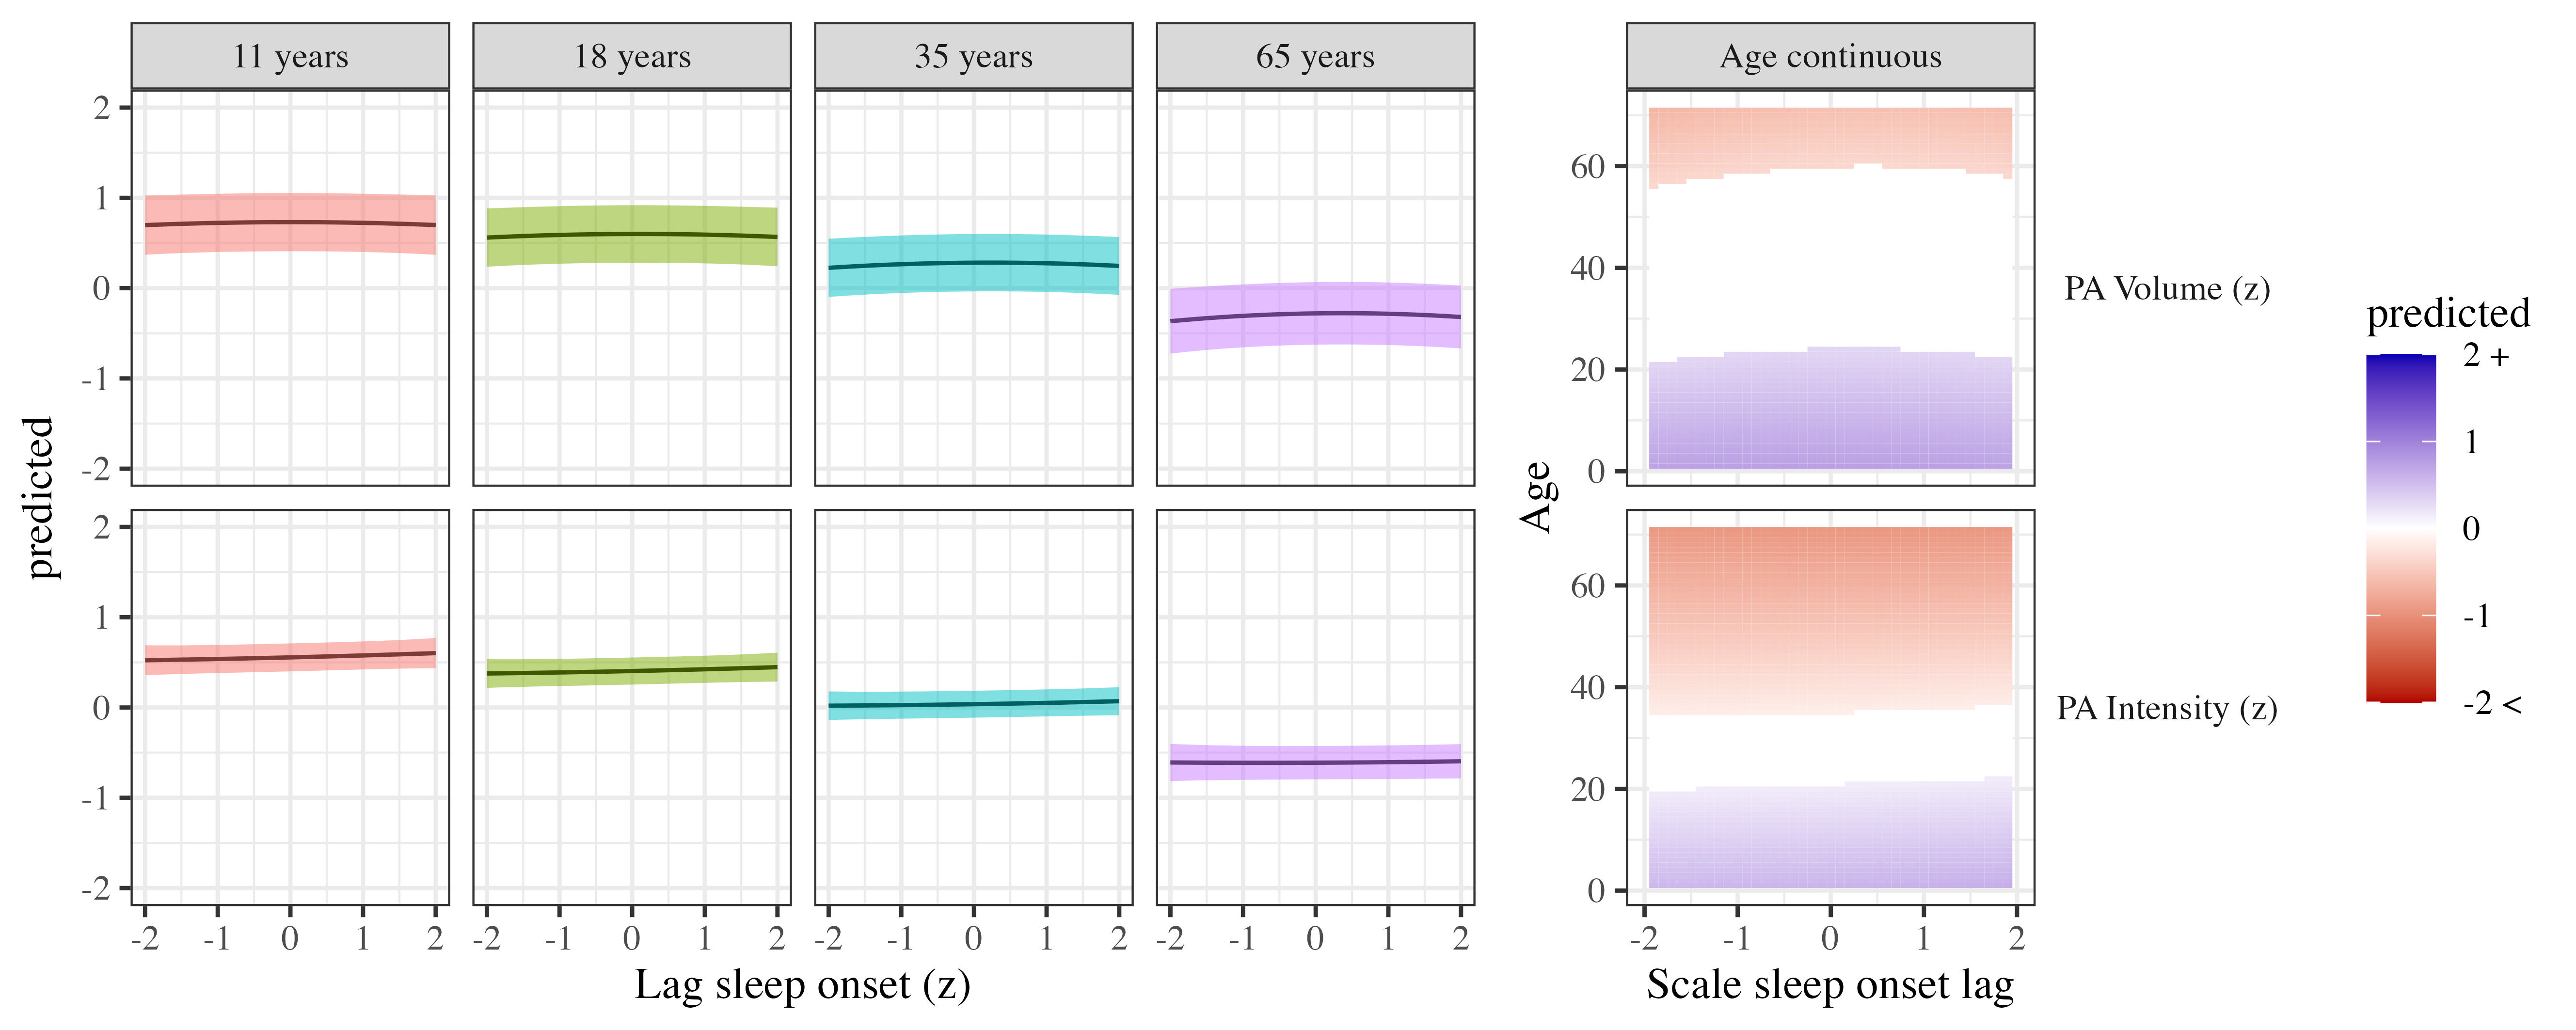 11 years 18 years 35 years 65 years Age continuous
2
1
0
-1
-2
2
1
0
-1
-2
predicted
-2 -1 0 1 2 -2 -1 0 1 2 -2 -1 0 1 2 -2 -1 0 1 2
Lag sleep onset (z)
60
40
20
0
60
40
20
0
Age
-2 -1 0 1 2
Scale sleep onset lag
PA Volume (z)
PA Intensity (z)
predicted
2 +
1
0
-1
-2 <